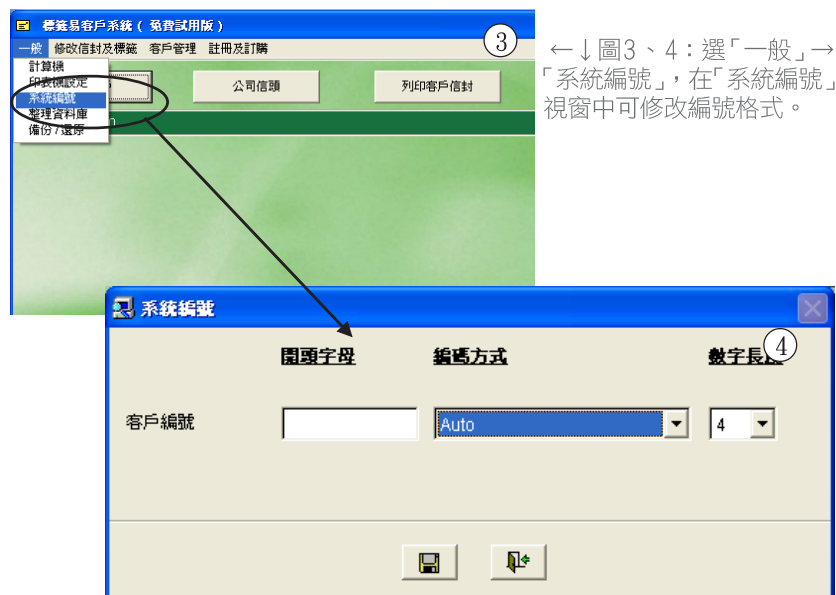 標籤易客戶系統 ( 免費試用版 )
一般 修改信封及標籤 客戶管理 註冊及訂購
③
計算機
印表機設定
系統編號
整理資料庫
備份/還原
公司信頭
列印客戶信封
←↓圖3、4：選「一般」→
「系統編號」，在「系統編號」
視窗中可修改編號格式。
系統編號
④
開頭字母 編碼方式 數字長度
客戶編號 Auto 4